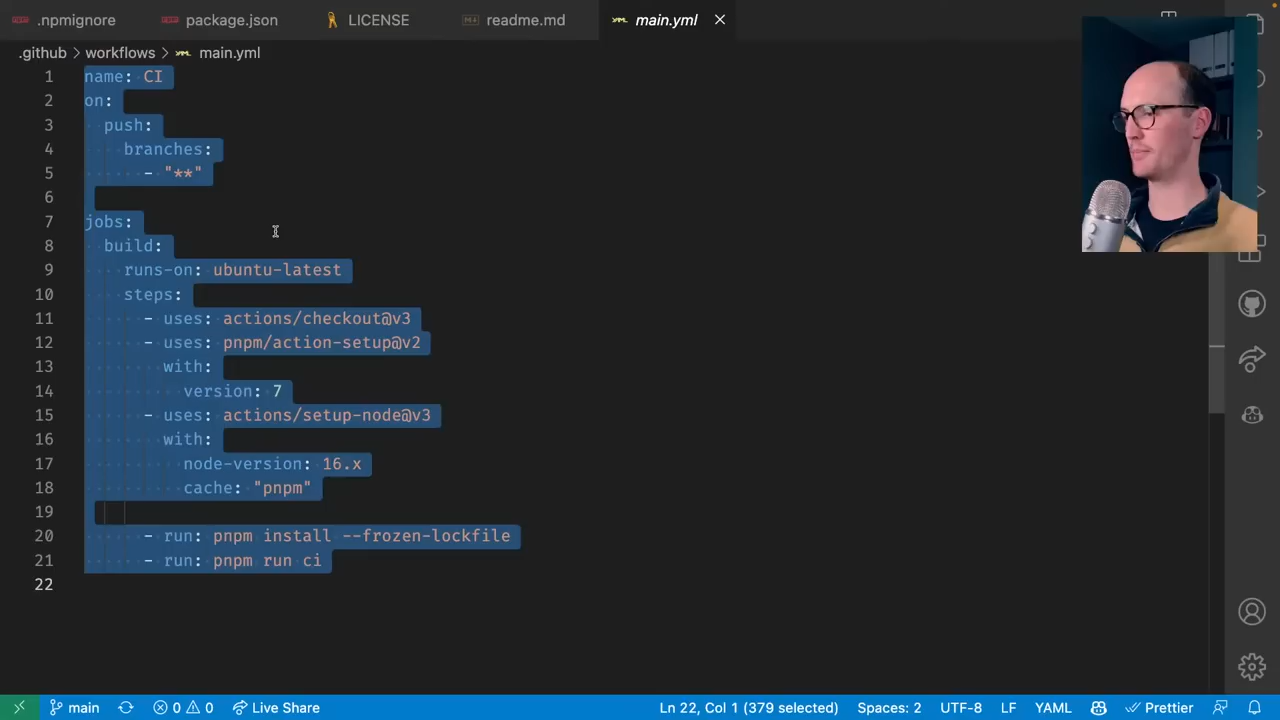 .npmignore package.json LICENSE readme.md main.yml
.github workflows main.yml
1 name: CI
2 on:
3 push:
4 branches:
5 - "**"
6
7 jobs:
8 build:
9 runs-on: ubuntu-latest
10 steps:
11 - uses: actions/checkout@v3
12 - uses: pnpm/action-setup@v2
13 with:
14 version: 7
15 - uses: actions/setup-node@v3
16 with:
17 node-version: 16.x
18 cache: "pnpm"
19
20 - run: pnpm install --frozen-lockfile
21 - run: pnpm run ci
22
main 0 0 Live Share Ln 22, Col 1 (379 selected) Spaces: 2 UTF-8 LF YAML Prettier